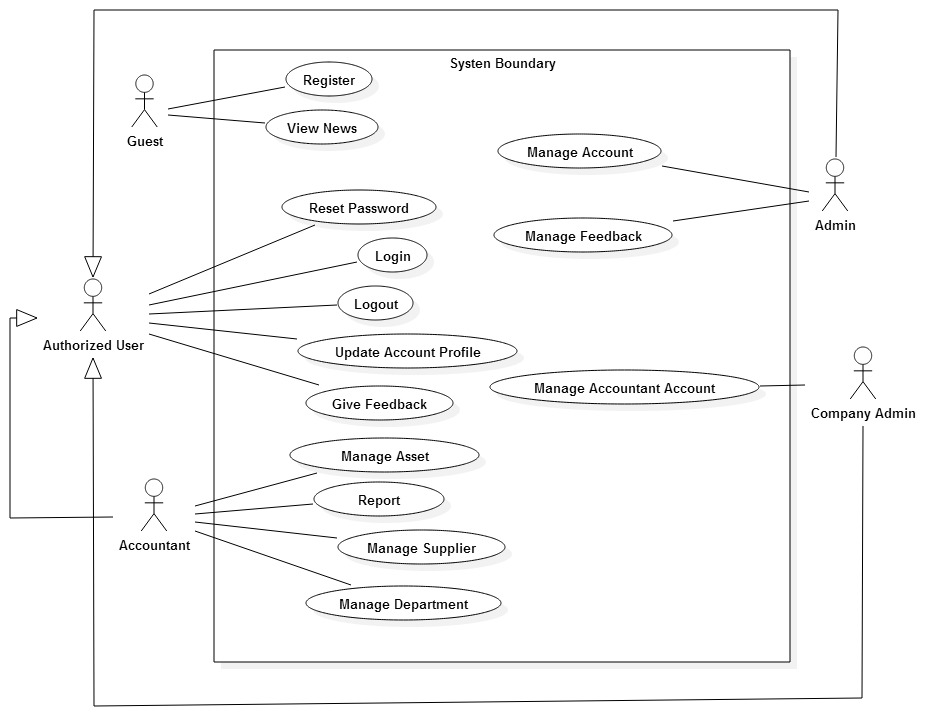 Systen Boundary
Register
Guest
View News
Manage Account
Admin
Reset Password
Manage Feedback
Login
Logout
Authorized User
Update Account Profile
Manage Accountant Account
Give Feedback
Company Admin
Manage Asset
Report
Accountant
Manage Supplier
Manage Department